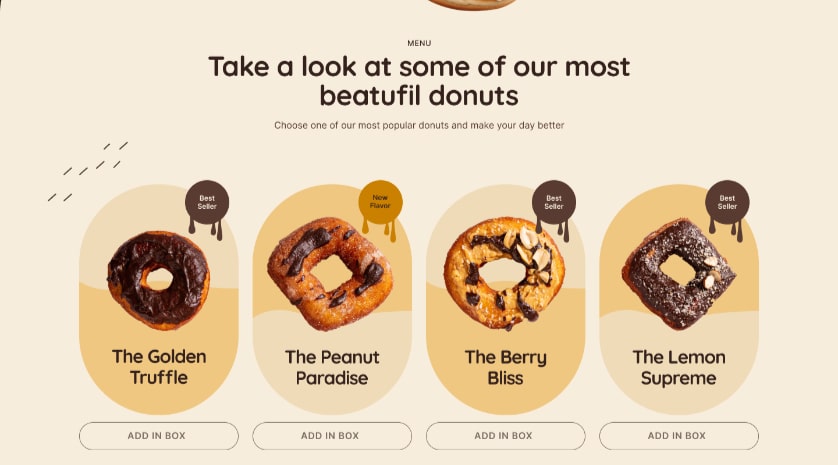 MENU
Take a look at some of our most
beatufil donuts
Choose one of our most popular donuts and make your day better
Best
Seller
New
Flavor
Best
Seller
Best
Seller
The Golden
Truffle
The Peanut
Paradise
The Berry
Bliss
The Lemon
Supreme
ADD IN BOX
ADD IN BOX
ADD IN BOX
ADD IN BOX